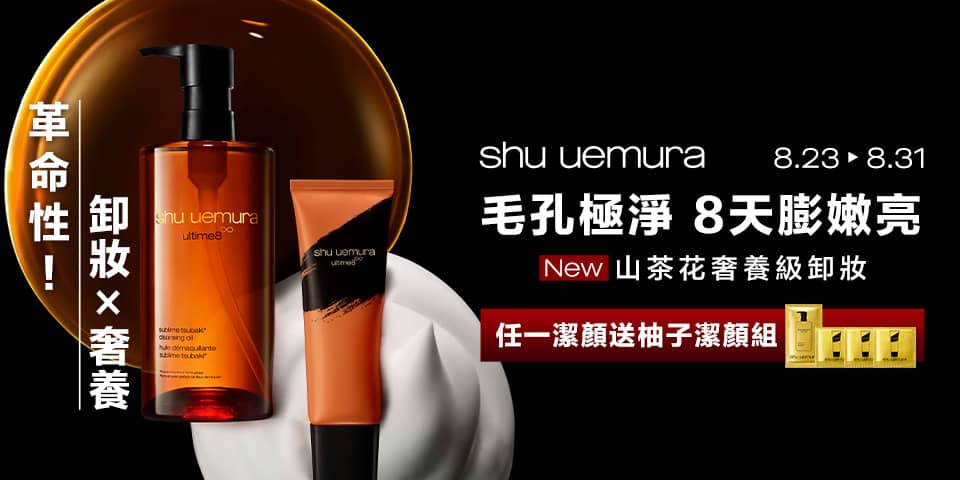 革命性！
卸妝×奢養
shu uemura
ultime8∞
sublime tsubaki*
cleansing oil
huile démaquillante
sublime tsubaki*
shu uemura
ultime8∞
shu uemura 8.23▸8.31
毛孔極淨 8天膨嫩亮
New 山茶花奢養級卸妝
任一潔顏送柚子潔顏組
shu uemura